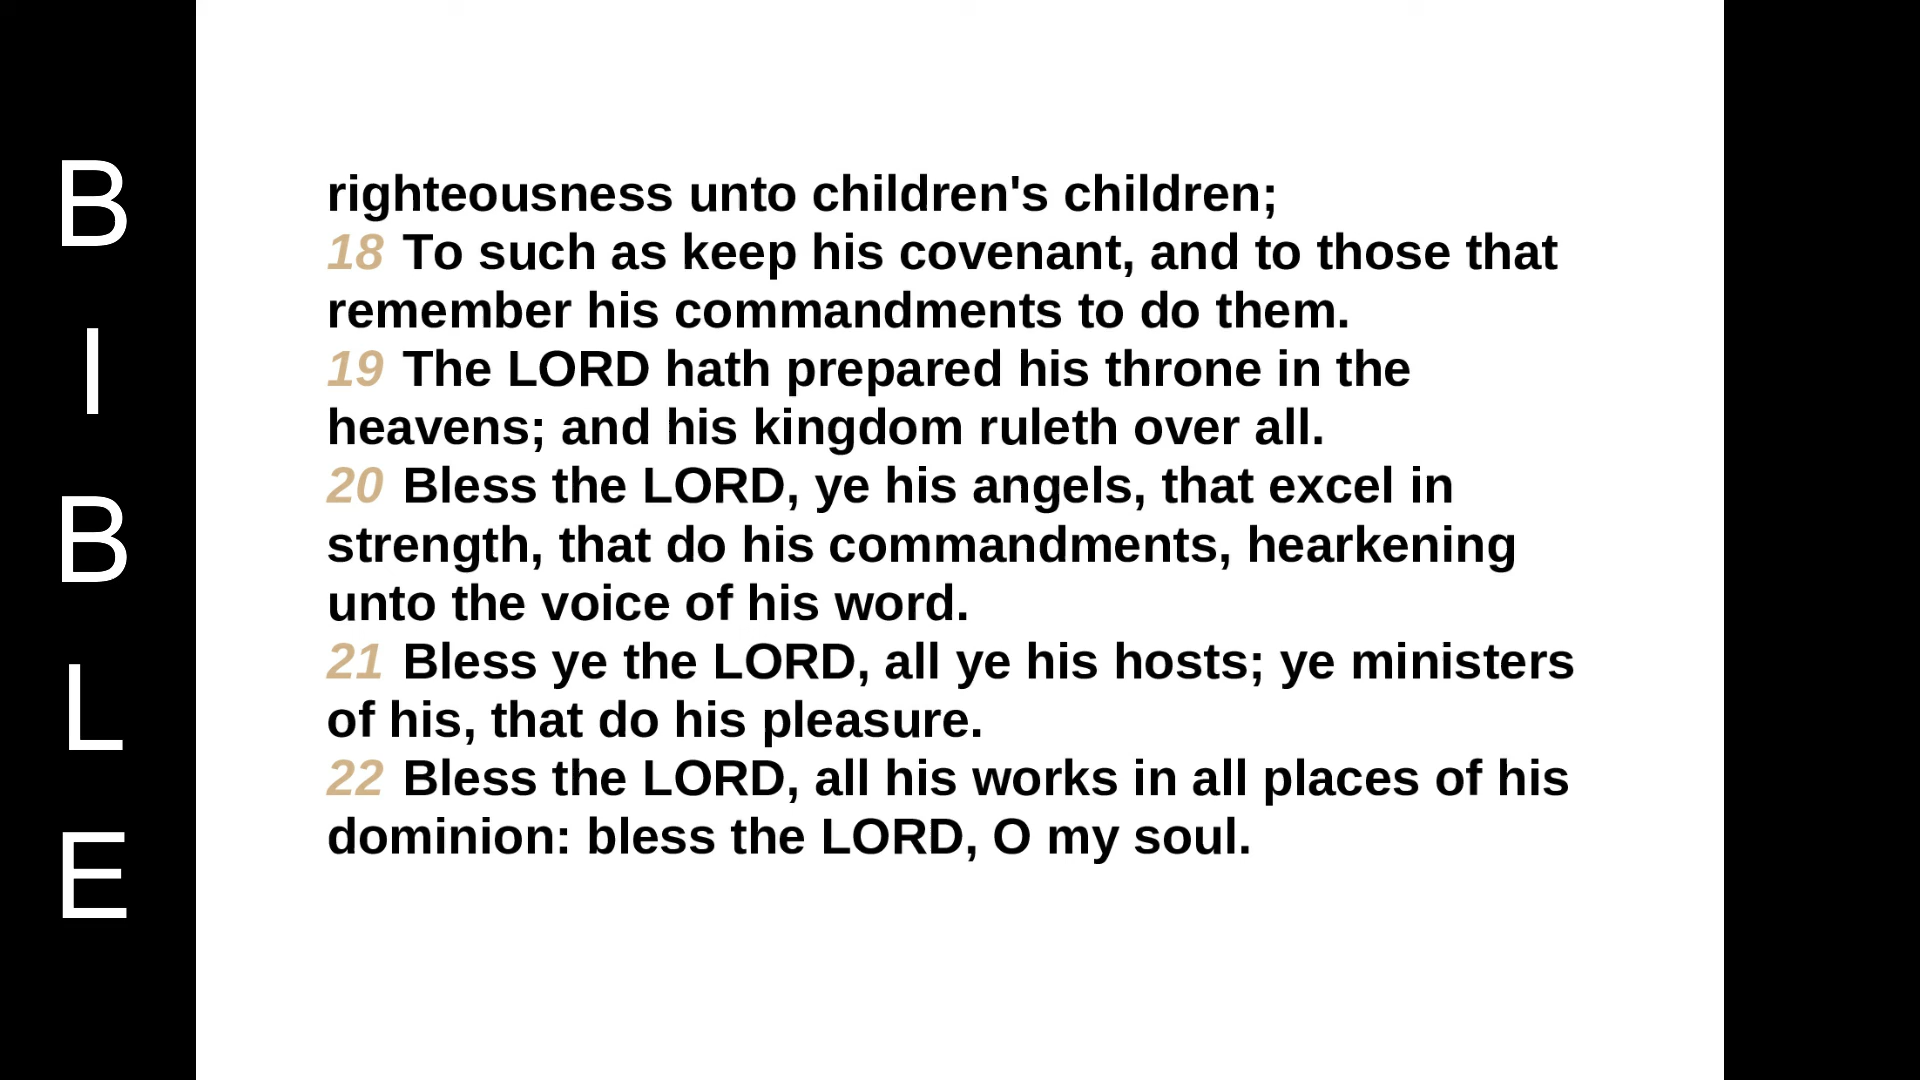 B
I
B
L
E
righteousness unto children's children;
18 To such as keep his covenant, and to those that
remember his commandments to do them.
19 The LORD hath prepared his throne in the
heavens; and his kingdom ruleth over all.
20 Bless the LORD, ye his angels, that excel in
strength, that do his commandments, hearkening
unto the voice of his word.
21 Bless ye the LORD, all ye his hosts; ye ministers
of his, that do his pleasure.
22 Bless the LORD, all his works in all places of his
dominion: bless the LORD, O my soul.